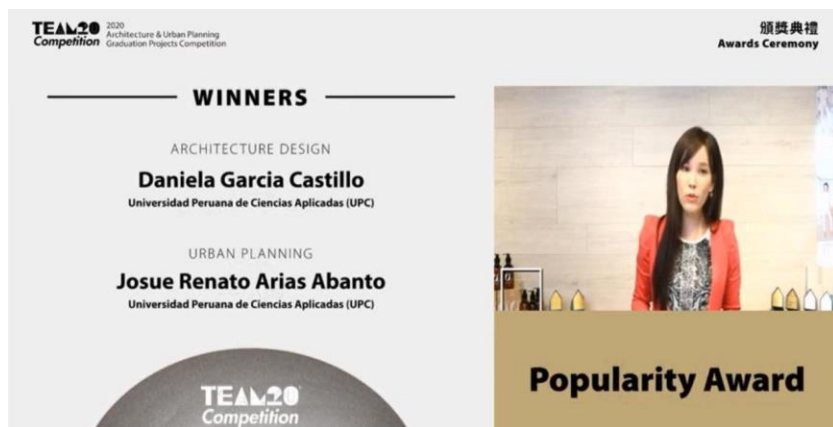 TEAM20
Competition
2020
Architecture & Urban Planning
Graduation Projects Competition
頒獎典禮
Awards Ceremony
WINNERS
ARCHITECTURE DESIGN
Daniela Garcia Castillo
Universidad Peruana de Ciencias Aplicadas (UPC)
URBAN PLANNING
Josue Renato Arias Abanto
Universidad Peruana de Ciencias Aplicadas (UPC)
TEAM20
Competition
Popularity Award